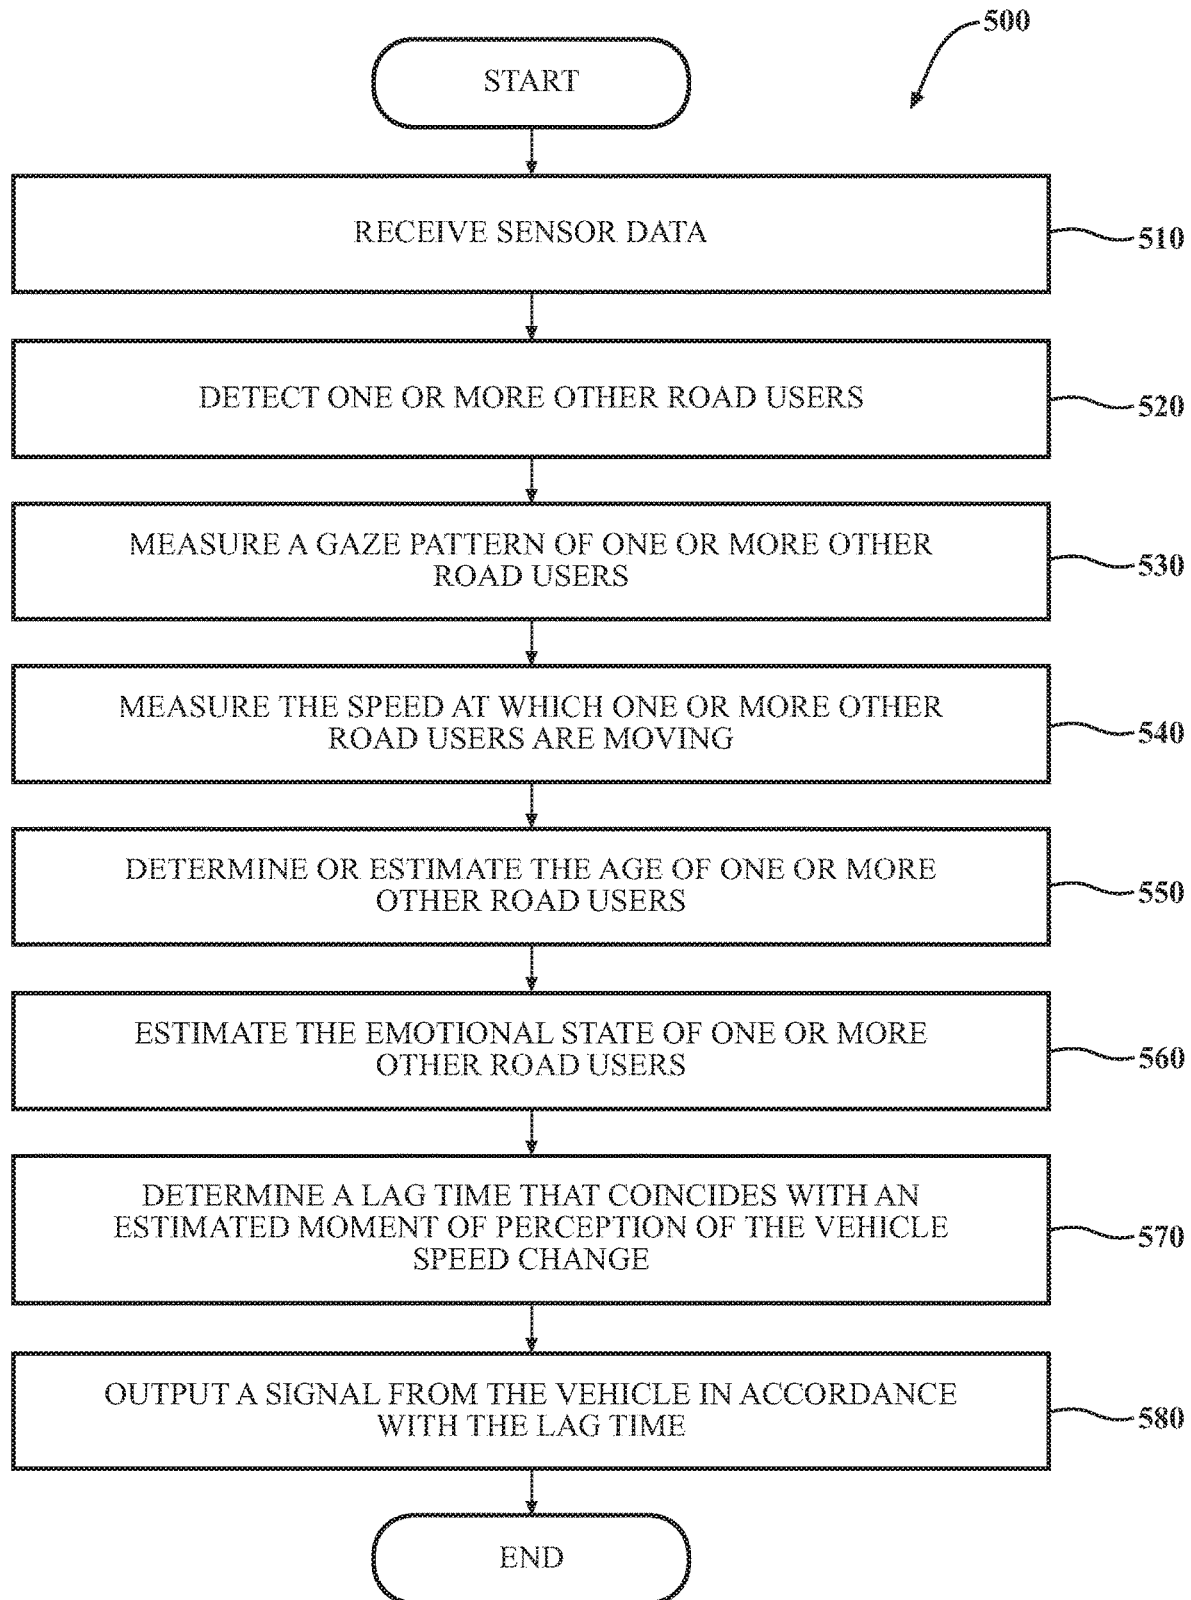 500
START
RECEIVE SENSOR DATA
510
DETECT ONE OR MORE OTHER ROAD USERS
520
MEASURE A GAZE PATTERN OF ONE OR MORE OTHER
ROAD USERS
530
MEASURE THE SPEED AT WHICH ONE OR MORE OTHER
ROAD USERS ARE MOVING
540
DETERMINE OR ESTIMATE THE AGE OF ONE OR MORE
OTHER ROAD USERS
550
ESTIMATE THE EMOTIONAL STATE OF ONE OR MORE
OTHER ROAD USERS
560
DETERMINE A LAG TIME THAT COINCIDES WITH AN
ESTIMATED MOMENT OF PERCEPTION OF THE VEHICLE
SPEED CHANGE
570
OUTPUT A SIGNAL FROM THE VEHICLE IN ACCORDANCE
WITH THE LAG TIME
580
END